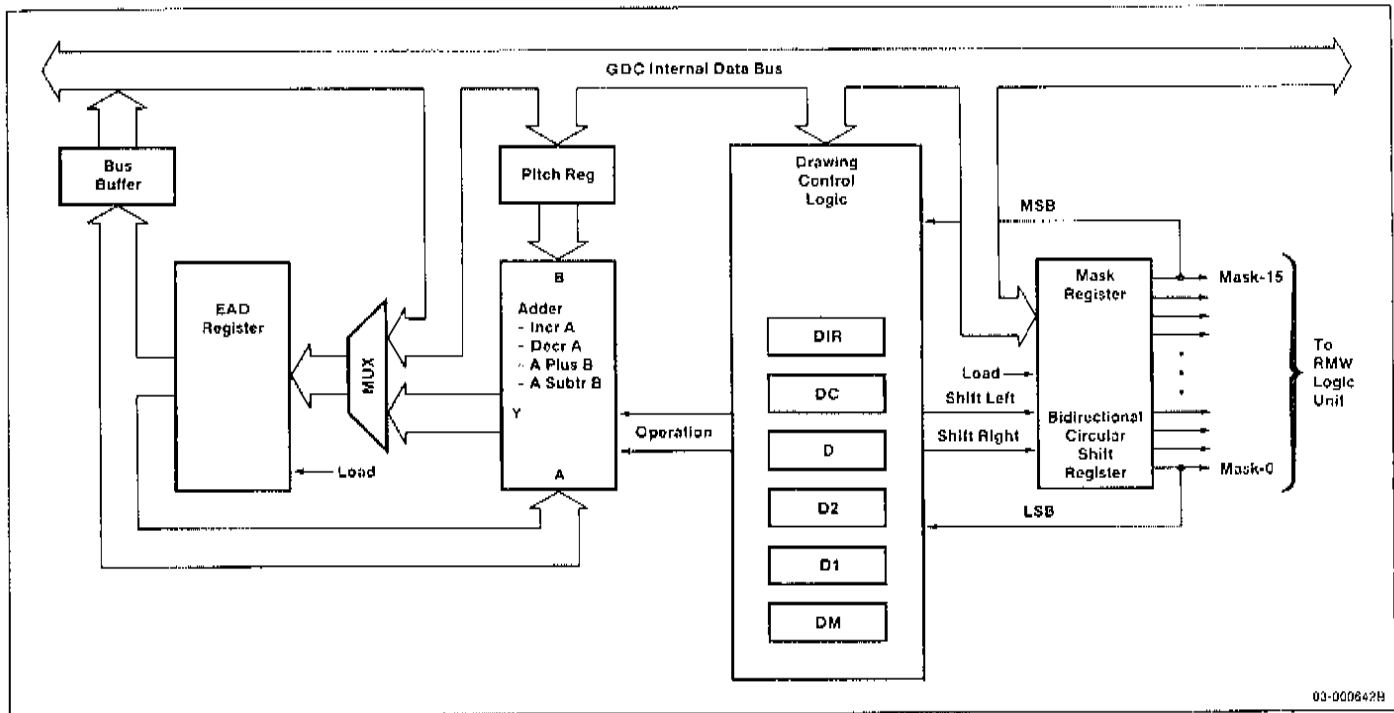 GDC Internal Data Bus
Bus
Buffer
Pitch Reg
Drawing
Control
Logic
MSB
EAD
Register
MUX
B
Adder
- Incr A
- Decr A
- A Plus B
- A Subtr B
Y
A
Load
Operation
DIR
DC
D
D2
D1
DM
Mask
Register
Load
Shift Left
Shift Right
Bidirectional
Circular
Shift
Register
LSB
Mask-15
Mask-0
To
RMW
Logic
Unit
03-000642B